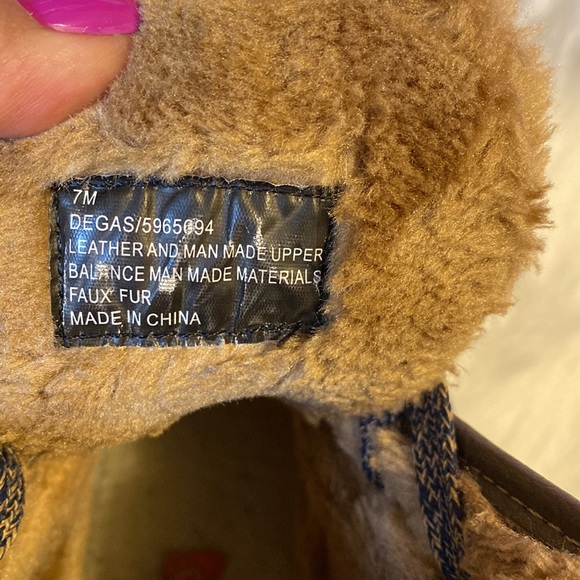 7M
DEGAS/5965694
LEATHER AND MAN MADE UPPER
BALANCE MAN MADE MATERIALS
FAUX FUR
MADE IN CHINA